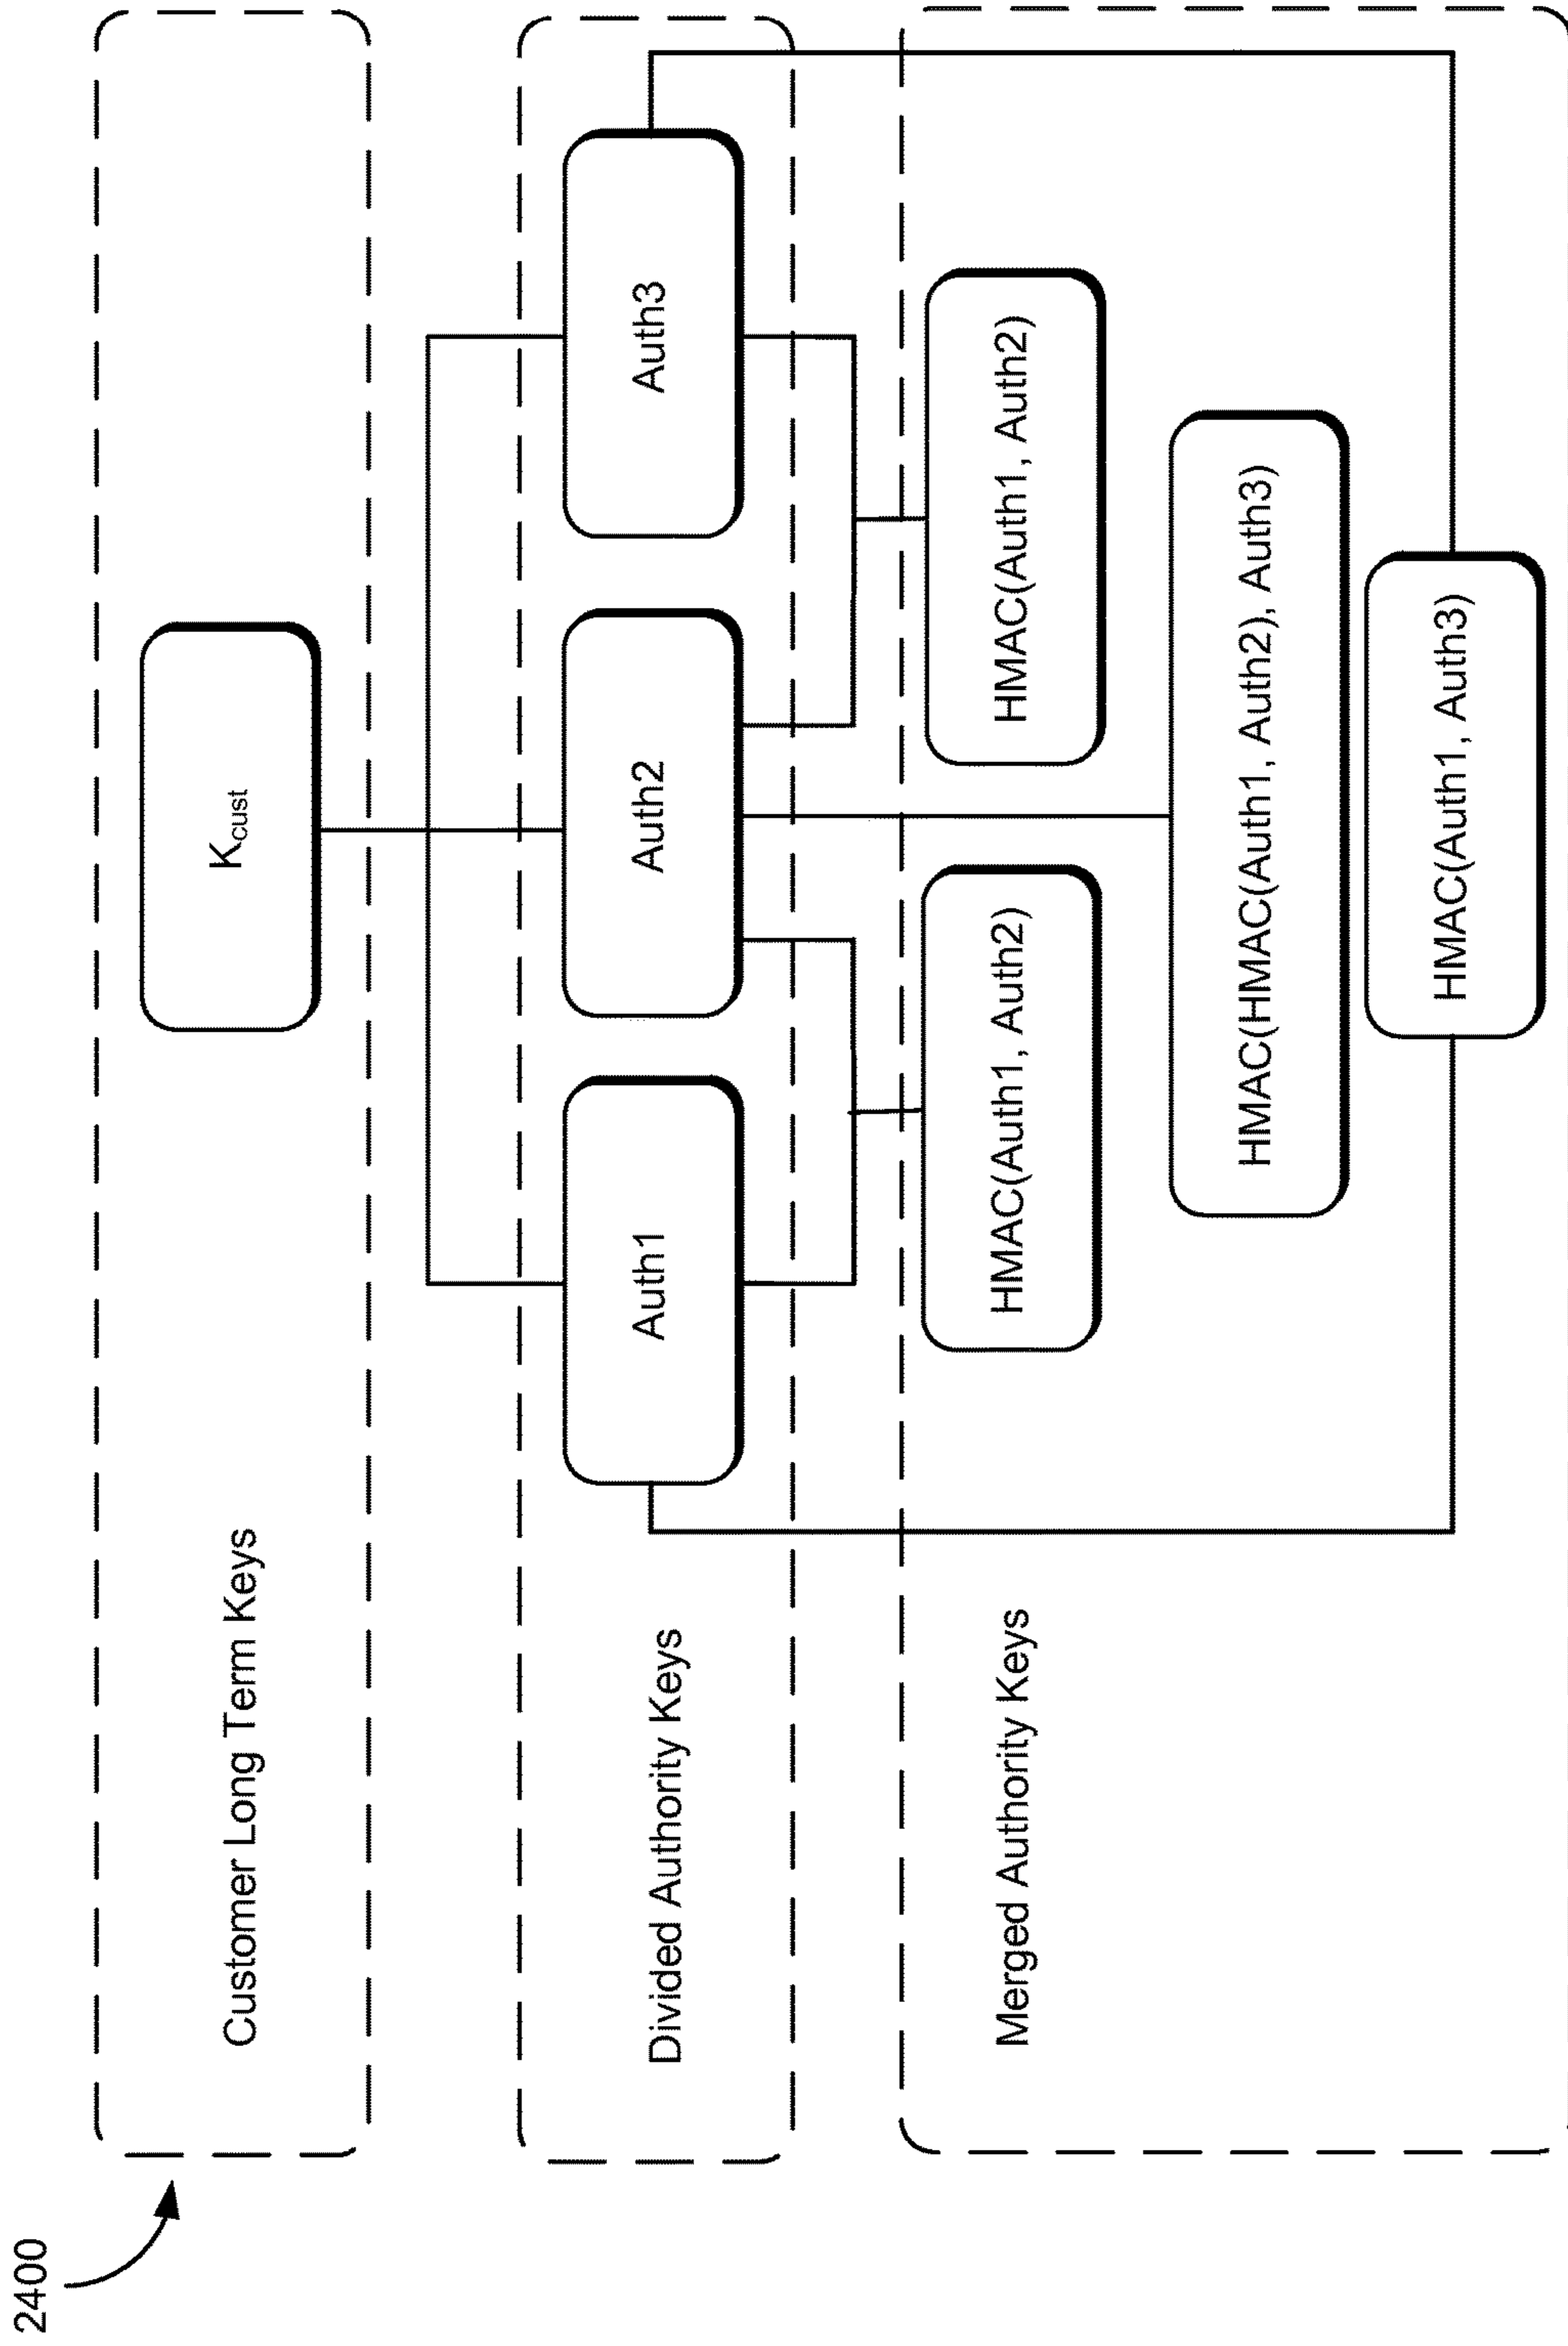 2400
Customer Long Term Keys
Kcust
Divided Authority Keys
Auth1
Auth2
Auth3
Merged Authority Keys
HMAC(Auth1, Auth2)
HMAC(Auth1, Auth2)
HMAC(HMAC(Auth1, Auth2), Auth3)
HMAC(Auth1, Auth3)